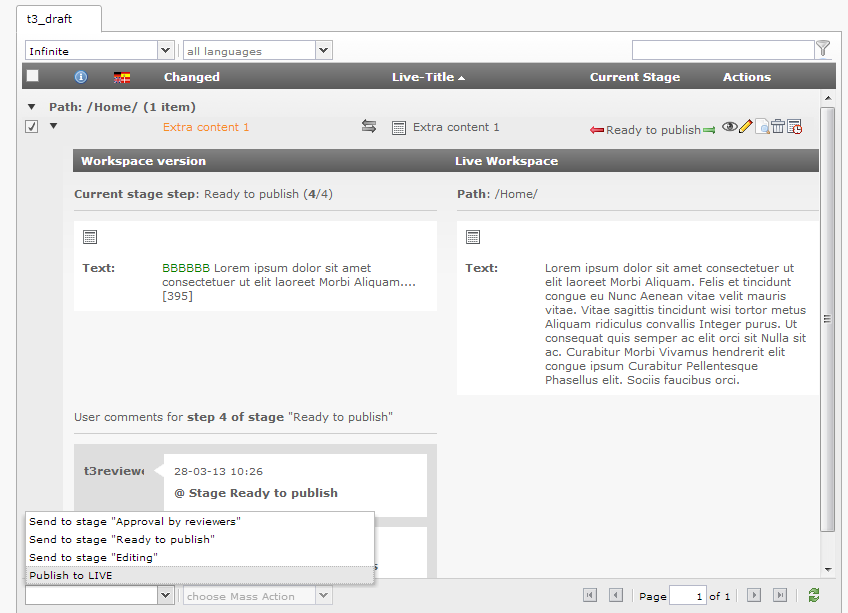 t3_draft
Infinite
all languages
Changed Live-Title Current Stage Actions
Path: /Home/ (1 item)
Extra content 1 Extra content 1 Ready to publish
Workspace version Live Workspace
Current stage step: Ready to publish (4/4) Path: /Home/
Text: BBBBBB Lorem ipsum dolor sit amet
consectetuer ut elit laoreet Morbi Aliquam....
[395]
Text: Lorem ipsum dolor sit amet consectetuer ut
elit laoreet Morbi Aliquam. Felis et tincidunt
congue eu Nunc Aenean vitae velit mauris
vitae. Vitae sagittis tincidunt wisi tortor metus
Aliquam ridiculus convallis Integer purus. Ut
consequat quis semper ac elit orci sit Nulla sit
ac. Curabitur Morbi Vivamus hendrerit elit
congue ipsum Curabitur Pellentesque
Phasellus elit. Sociis faucibus orci.
User comments for step 4 of stage "Ready to publish"
t3reviewe 28-03-13 10:26
@ Stage Ready to publish
Send to stage "Approval by reviewers"
Send to stage "Ready to publish"
Send to stage "Editing"
Publish to LIVE
choose Mass Action
Page 1 of 1